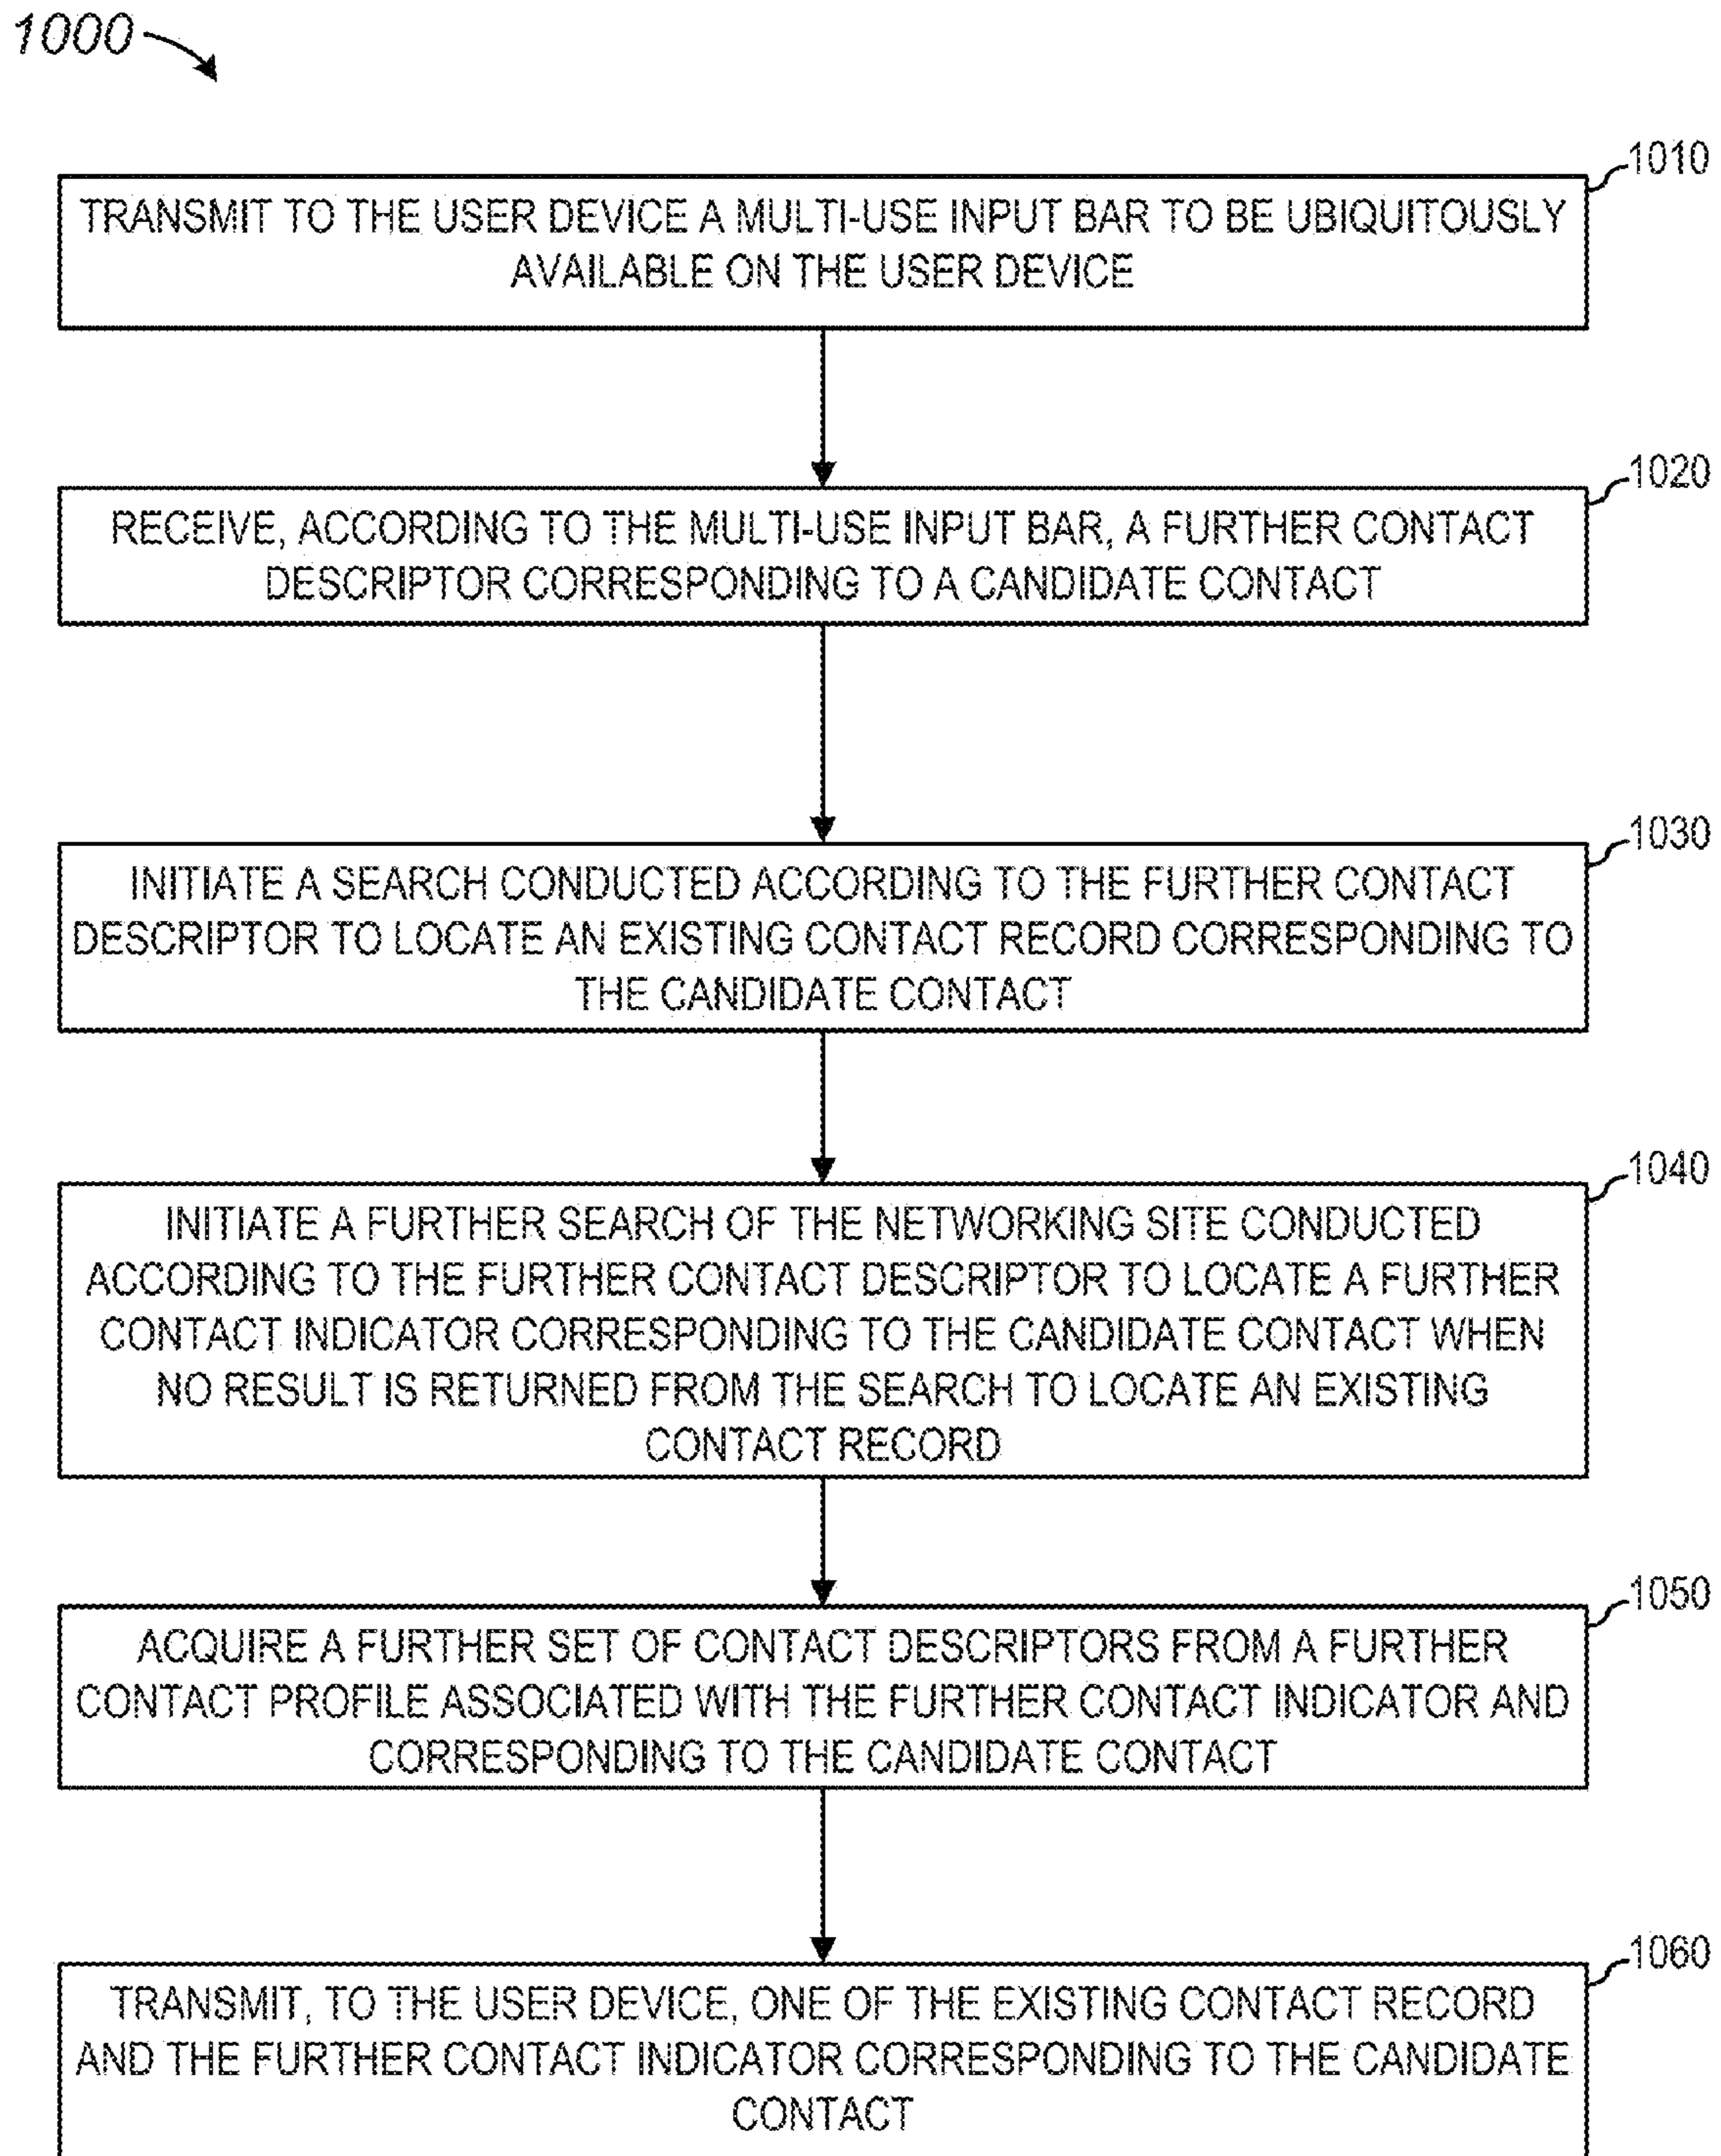 1000
1010
TRANSMIT TO THE USER DEVICE A MULTI-USE INPUT BAR TO BE UBIQUITOUSLY
AVAILABLE ON THE USER DEVICE
1020
RECEIVE, ACCORDING TO THE MULTI-USE INPUT BAR, A FURTHER CONTACT
DESCRIPTOR CORRESPONDING TO A CANDIDATE CONTACT
1030
INITIATE A SEARCH CONDUCTED ACCORDING TO THE FURTHER CONTACT
DESCRIPTOR TO LOCATE AN EXISTING CONTACT RECORD CORRESPONDING TO
THE CANDIDATE CONTACT
1040
INITIATE A FURTHER SEARCH OF THE NETWORKING SITE CONDUCTED
ACCORDING TO THE FURTHER CONTACT DESCRIPTOR TO LOCATE A FURTHER
CONTACT INDICATOR CORRESPONDING TO THE CANDIDATE CONTACT WHEN
NO RESULT IS RETURNED FROM THE SEARCH TO LOCATE AN EXISTING
CONTACT RECORD
1050
ACQUIRE A FURTHER SET OF CONTACT DESCRIPTORS FROM A FURTHER
CONTACT PROFILE ASSOCIATED WITH THE FURTHER CONTACT INDICATOR AND
CORRESPONDING TO THE CANDIDATE CONTACT
1060
TRANSMIT, TO THE USER DEVICE, ONE OF THE EXISTING CONTACT RECORD
AND THE FURTHER CONTACT INDICATOR CORRESPONDING TO THE CANDIDATE
CONTACT